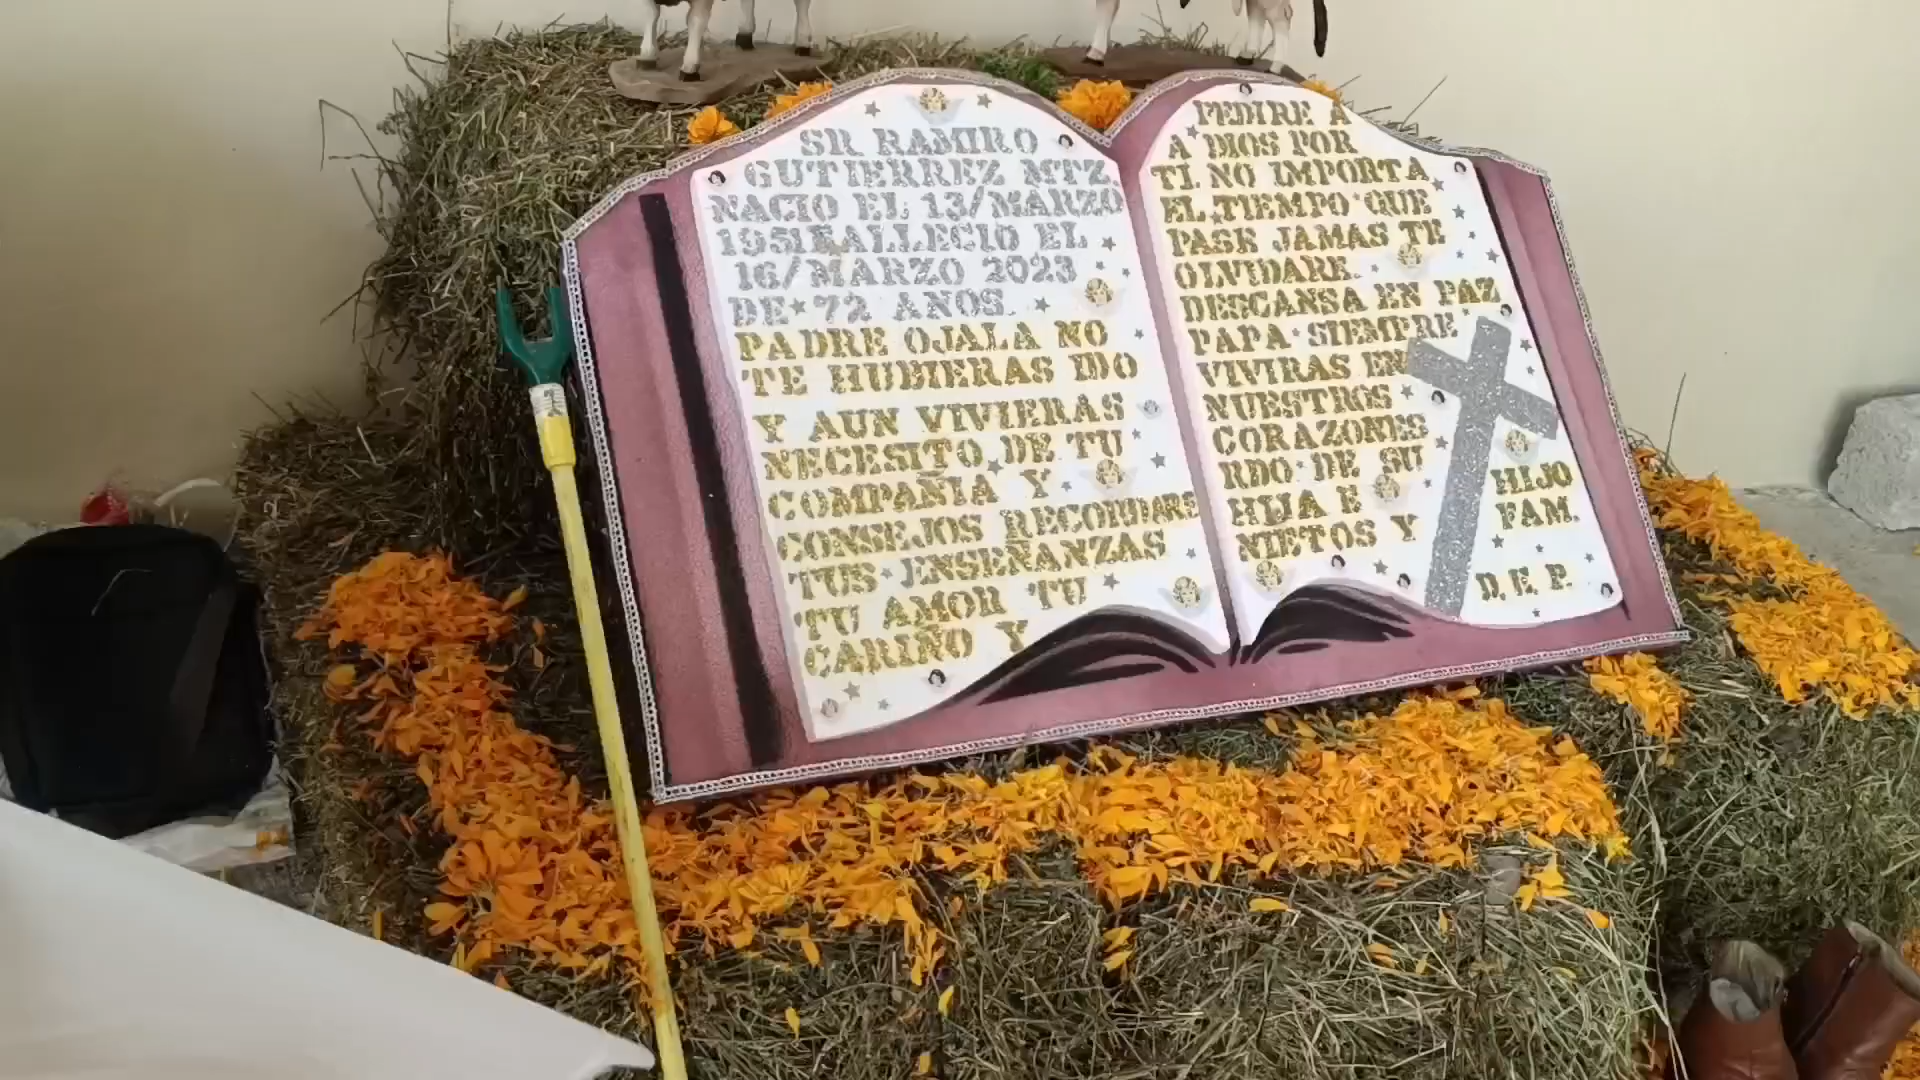 SR. RAMIRO
GUTIERREZ MTZ.
NACIO EL 13/MARZO
1951 FALLECIO EL
16/MARZO 2023
DE 72 ANOS.
PADRE OJALA NO
TE HUBIERAS IDO
Y AUN VIVIERAS
NECESITO DE TU
COMPAÑIA Y
CONSEJOS RECORDARE
TUS ENSEÑANZAS
TU AMOR TU
CARIÑO Y
PEDIRE A
A DIOS POR
TI. NO IMPORTA
EL TIEMPO QUE
PASE JAMAS TE
OLVIDARE.
DESCANSA EN PAZ
PAPA SIEMPRE
VIVIRAS EN
NUESTROS
CORAZONES
RDO DE SU
HIJA E HIJO
NIETOS Y FAM.
D. E. P.